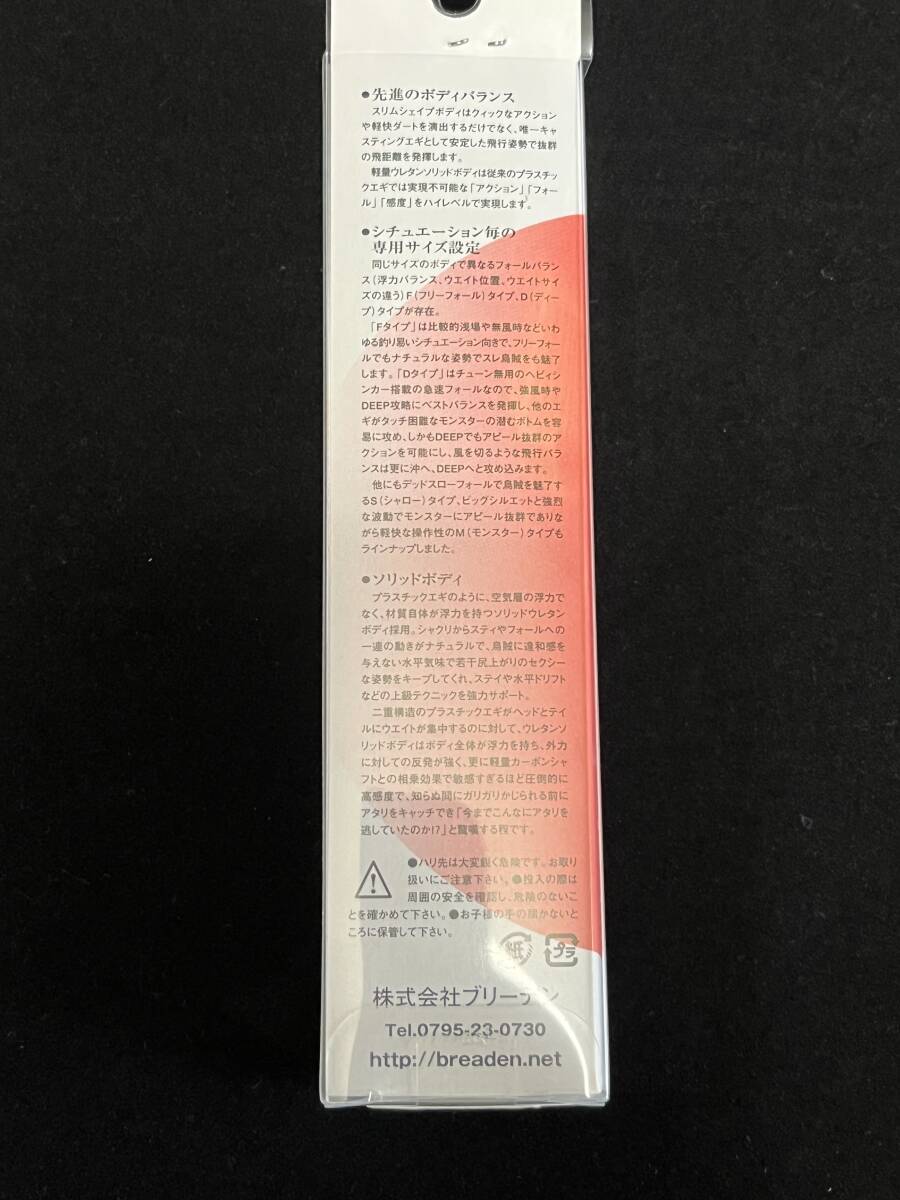 ●先進のボディバランス
スリムシェイプボディはクィックなアクション
や軽快ダートを演出するだけでなく、唯一キャ
スティングエギとして安定した飛行姿勢で抜群
の飛距離を発揮します。
軽量ウレタンソリッドボディは従来のプラスチッ
クエギでは実現不可能な「アクション」「フォー
ル」「感度」をハイレベルで実現します。
●シチュエーション毎の
専用サイズ設定
同じサイズのボディで異なるフォールバラン
ス(浮力バランス、ウエイト位置、ウエイトサイ
ズの違う)F(フリーフォール)タイプ、D(ディー
プ)タイプが存在。
「Fタイプ」は比較的浅場や無風時などいわ
ゆる釣り易いシチュエーション向きで、フリーフォー
ルでもナチュラルな姿勢でスレ烏賊をも魅了
します。「Dタイプ」はチューン無用のヘビィシ
ンカー搭載の急速フォールなので、強風時や
DEEP攻略にベストバランスを発揮し、他のエ
ギがタッチ困難なモンスターの潜むボトムを容
易に攻め、しかもDEEPでもアピール抜群のア
クションを可能にし、風を切るような飛行バラ
ンスは更に沖へ、DEEPへと攻め込みます。
他にもデッドスローフォールで烏賊を魅了す
るS(シャロー)タイプ、ビッグシルエットと強烈
な波動でモンスターにアピール抜群でありな
がら軽快な操作性のM(モンスター)タイプも
ラインナップしました。
●ソリッドボディ
プラスチックエギのように、空気層の浮力で
なく、材質自体が浮力を持つソリッドウレタン
ボディ採用。シャクリからスティやフォールへの
一連の動きがナチュラルで、烏賊に違和感を
与えない水平気味で若干尻上がりのセクシー
な姿勢をキープしてくれ、ステイや水平ドリフト
などの上級テクニックを強力サポート。
二重構造のプラスチックエギがヘッドとテイ
ルにウエイトが集中するのに対して、ウレタンソ
リッドボディはボディ全体が浮力を持ち、外力
に対しての反発が強く、更に軽量カーボンシャ
フトとの相乗効果で敏感すぎるほど圧倒的に
高感度で、知らぬ間にガリガリかじられる前に
アタリをキャッチでき「今までこんなにアタリを
逃していたのか!?」と驚嘆する程です。
●ハリ先は大変鋭く危険です。お取り
扱いにご注意下さい。●投入の際は
周囲の安全を確認し、危険のないこ
とを確かめて下さい。●お子様の手の届かないと
ころに保管して下さい。
紙 プラ
株式会社ブリーデン
Tel.0795-23-0730
http://breaden.net